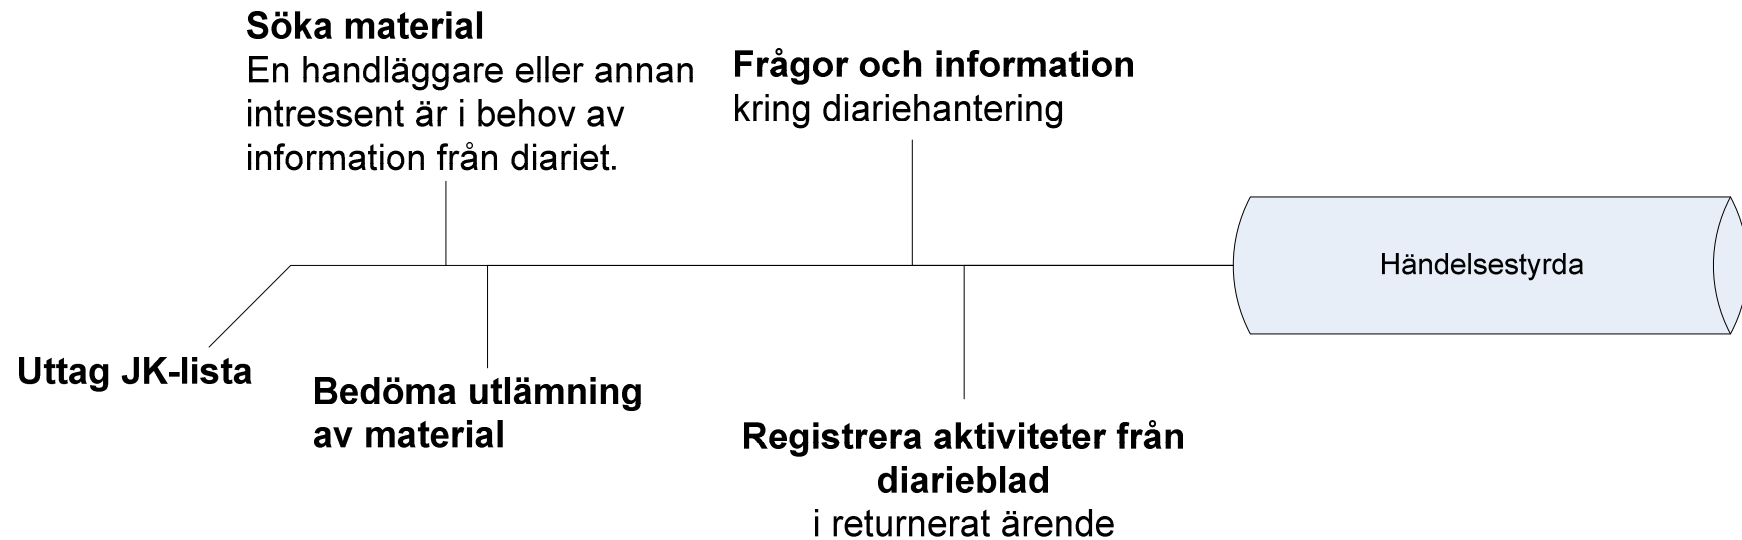 Söka material
En handläggare eller annan
intressent är i behov av
information från diariet.
Frågor och information
kring diariehantering
Händelsestyrda
Uttag JK-lista
Bedöma utlämning
av material
Registrera aktiviteter från
diarieblad
i returnerat ärende